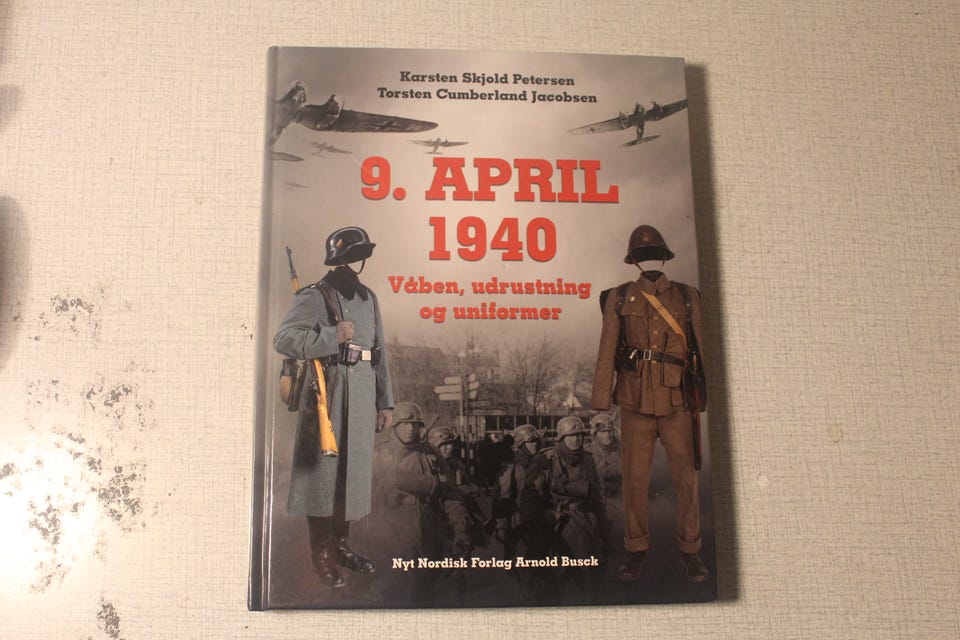 Karsten Skjold Petersen
Torsten Cumberland Jacobsen
9. APRIL
1940
Våben, udrustning
og uniformer
Nyt Nordisk Forlag Arnold Busck